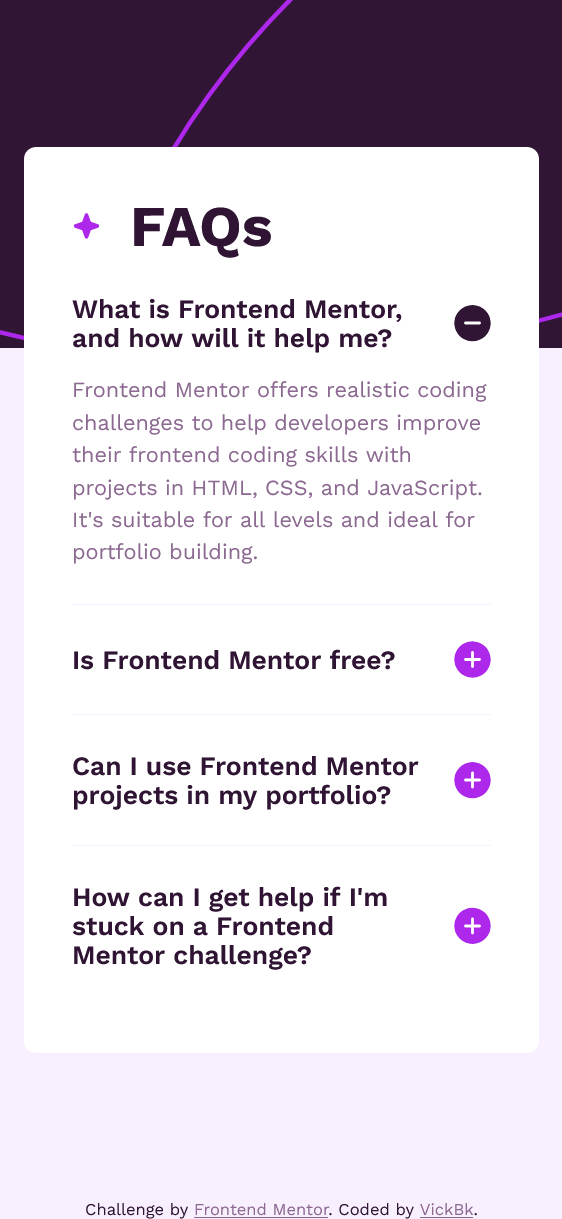 FAQs
What is Frontend Mentor,
and how will it help me?
Frontend Mentor offers realistic coding
challenges to help developers improve
their frontend coding skills with
projects in HTML, CSS, and JavaScript.
It's suitable for all levels and ideal for
portfolio building.
Is Frontend Mentor free?
Can I use Frontend Mentor
projects in my portfolio?
How can I get help if I'm
stuck on a Frontend
Mentor challenge?
Challenge by Frontend Mentor. Coded by VickBk.